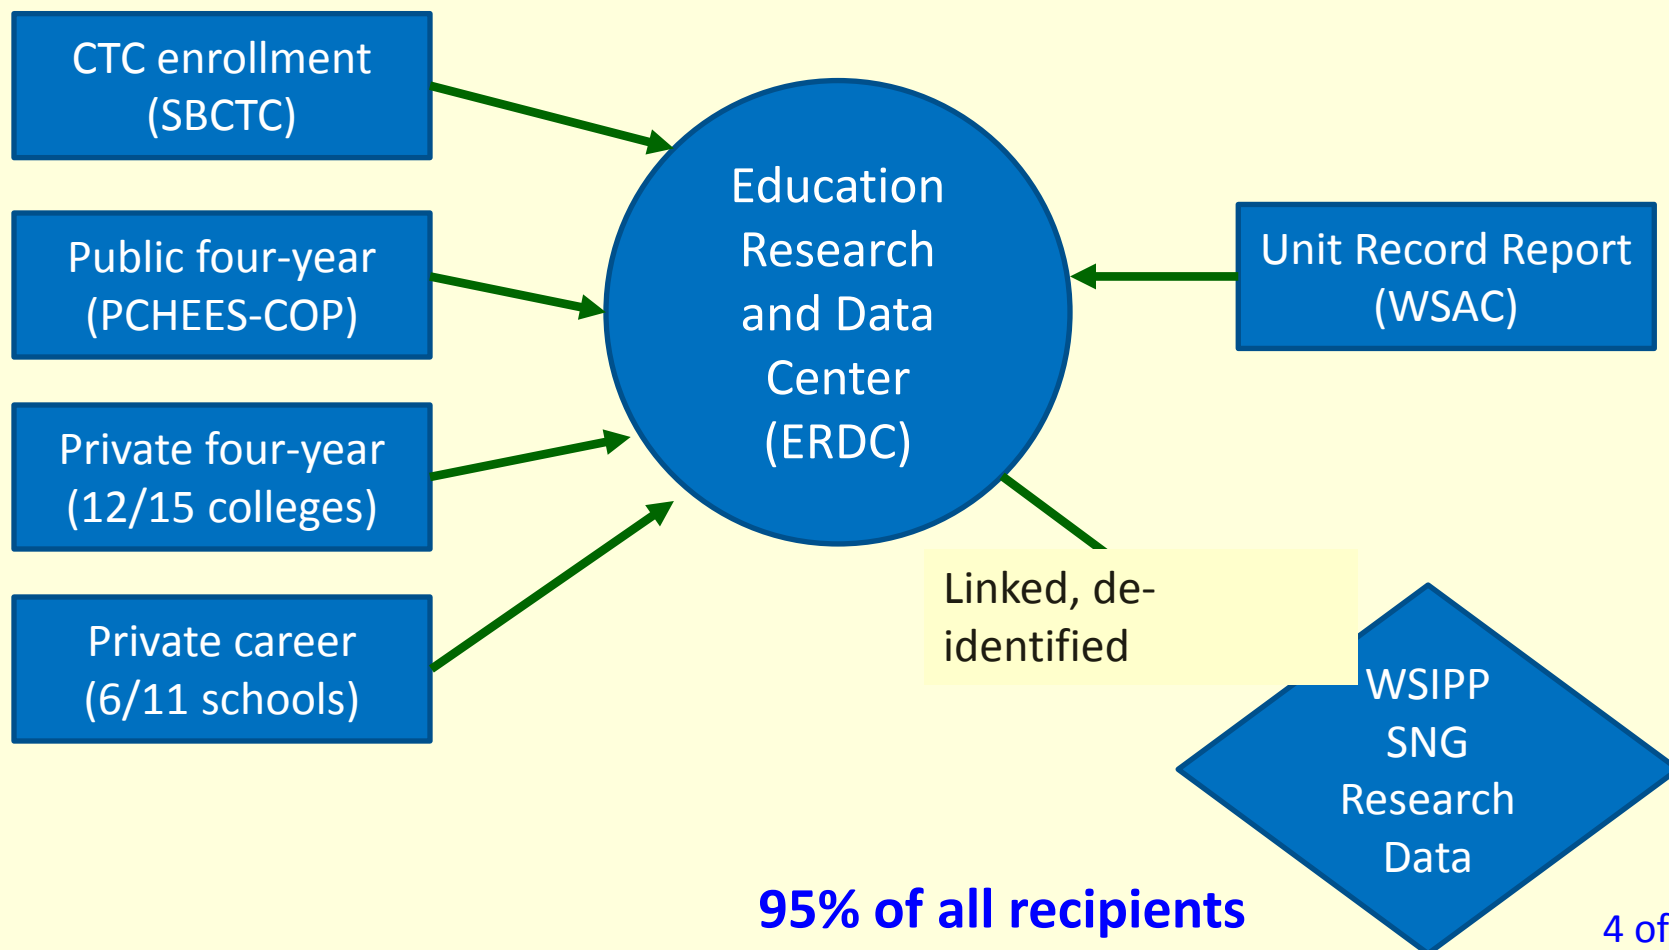 CTC enrollment
(SBCTC)
Public four-year
(PCHEES-COP)
Private four-year
(12/15 colleges)
Private career
(6/11 schools)
Education
Research
and Data
Center
(ERDC)
Unit Record Report
(WSAC)
Linked, de-
identified
WSIPP
SNG
Research
Data
95% of all recipients
4 of